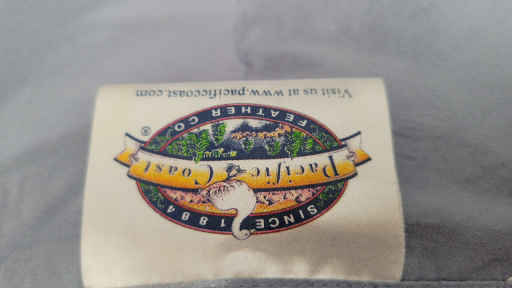 SINCE 1884
Pacific Coast
FEATHER CO.
®
Visit us at www.pacificcoast.com